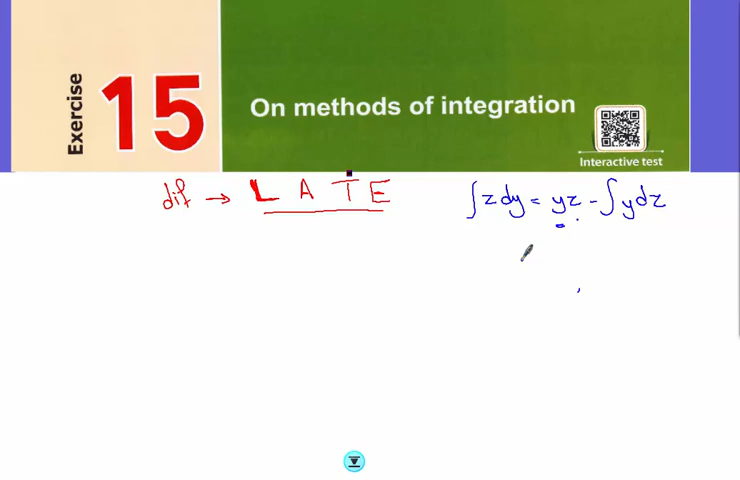 Exercise
15
On methods of integration
Interactive test
dif → L A T E
∫z dy = yz - ∫y dz